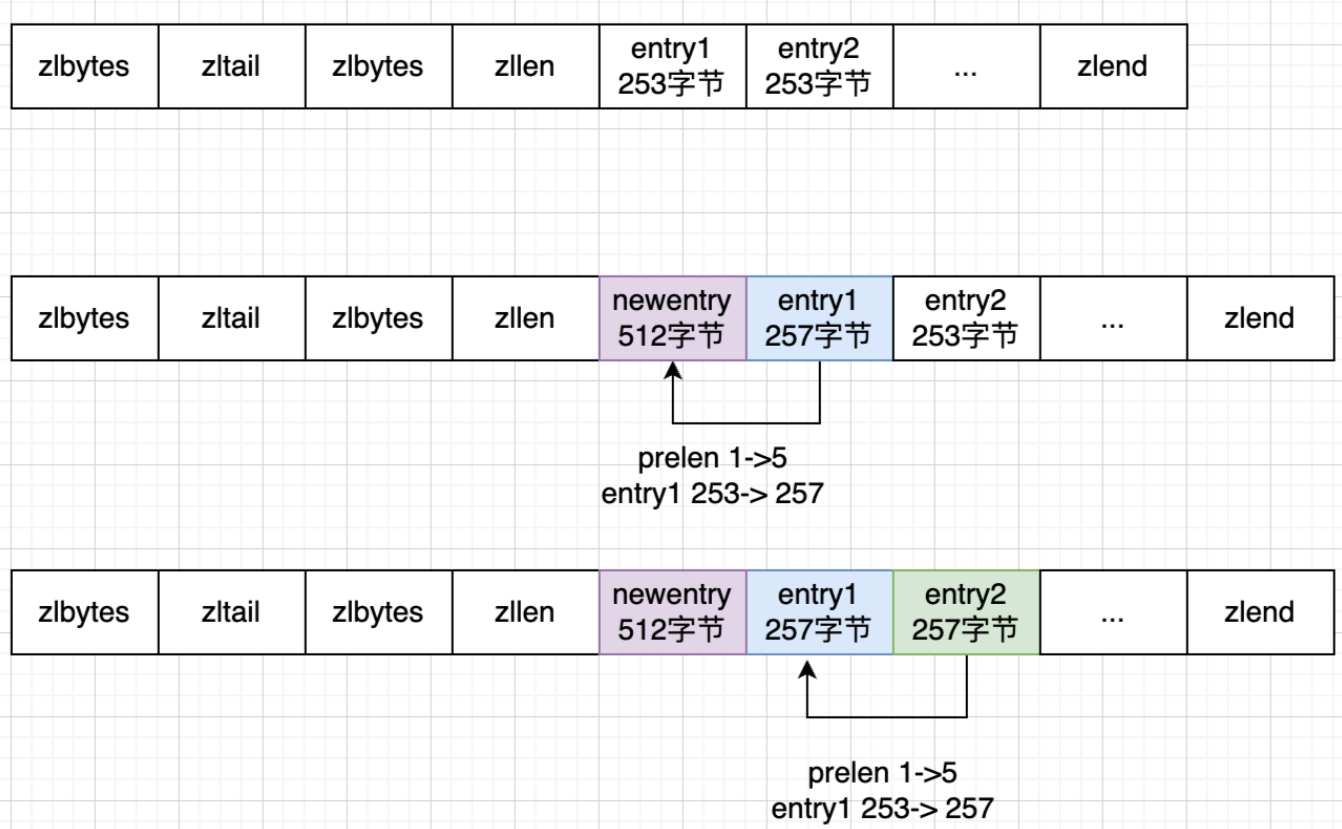 zlbytes
zltail
zlbytes
zllen
entry1
253字节
entry2
253字节
...
zlend
zlbytes
zltail
zlbytes
zllen
newentry
512字节
entry1
257字节
entry2
253字节
...
zlend
prelen 1->5
entry1 253-> 257
zlbytes
zltail
zlbytes
zllen
newentry
512字节
entry1
257字节
entry2
257字节
...
zlend
prelen 1->5
entry1 253-> 257